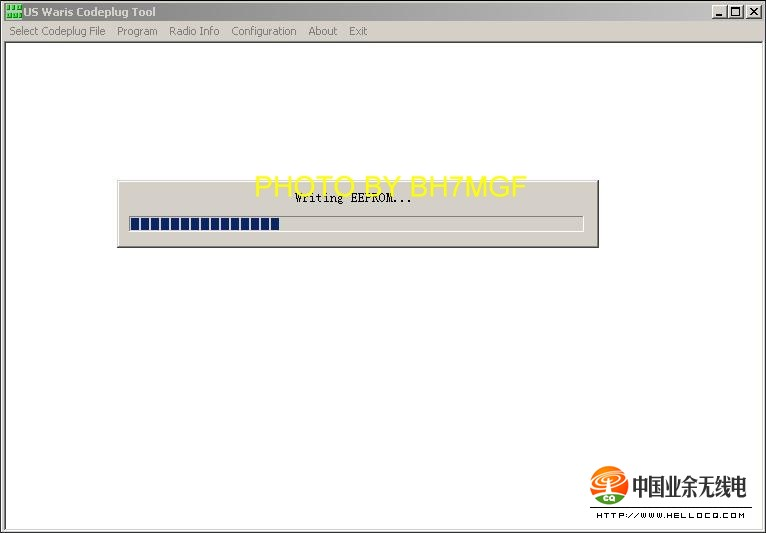 US Waris Codeplug Tool
Select Codeplug File Program Radio Info Configuration About Exit
PHOTO BY BH7MGF
Writing EEPROM...
CQ
中国业余无线电
HTTP://WWW.HELLOCQ.COM